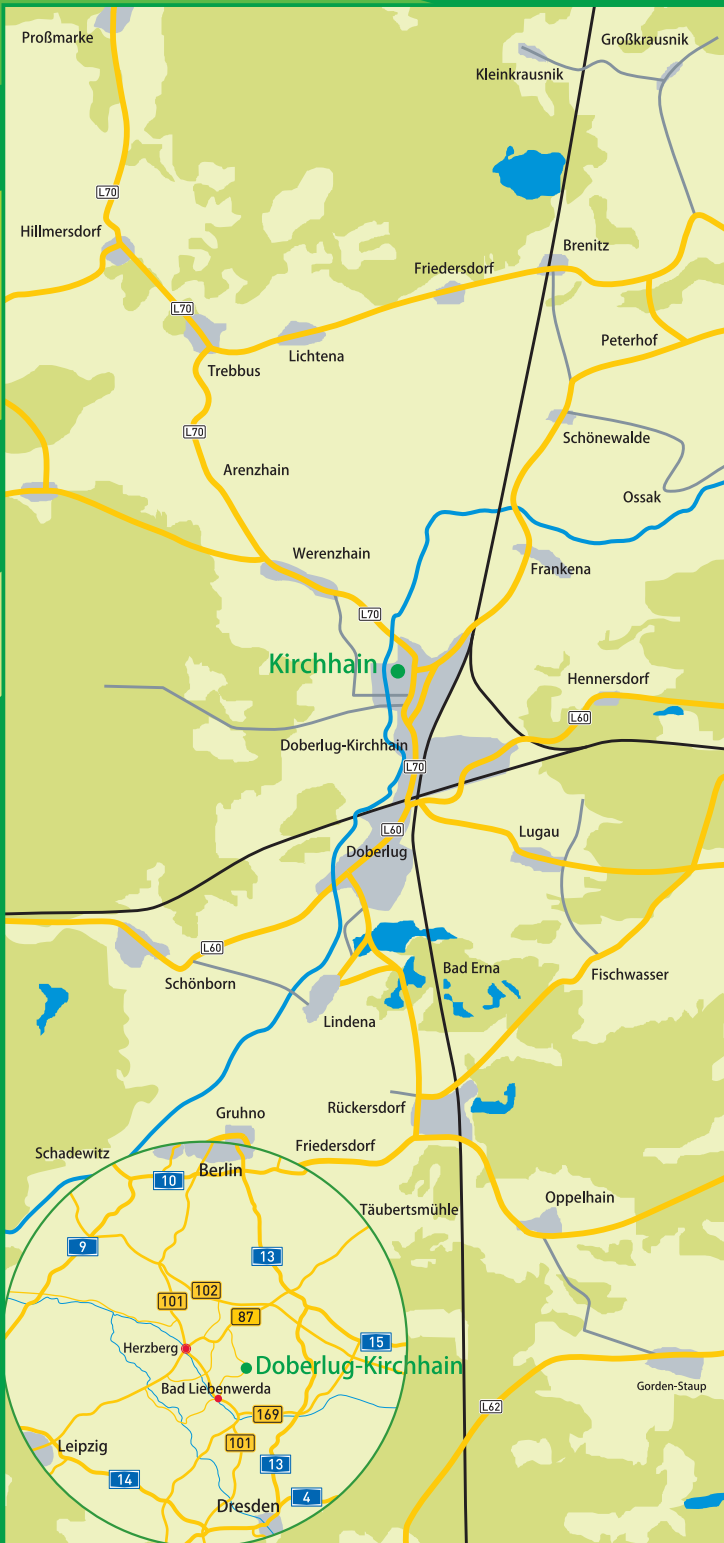 Proßmarke
Großkrausnik
Kleinkrausnik
L70
Hillmersdorf
Brenitz
Friedersdorf
L70
Peterhof
Lichtena
Trebbus
L70
Schönewalde
Arenzhain
Ossak
Werenzhain
Frankena
L70
Kirchhain
Hennersdorf
L60
Doberlug-Kirchhain
L70
L60
Lugau
Doberlug
L60
Bad Erna
Schönborn
Fischwasser
Lindena
Rückersdorf
Gruhno
Schadewitz
Friedersdorf
Berlin
10
Oppelhain
Täubertsmühle
9
13
102
101
87
15
Herzberg
Doberlug-Kirchhain
Bad Liebenwerda
Gorden-Staup
L62
169
101
Leipzig
13
14
4
Dresden